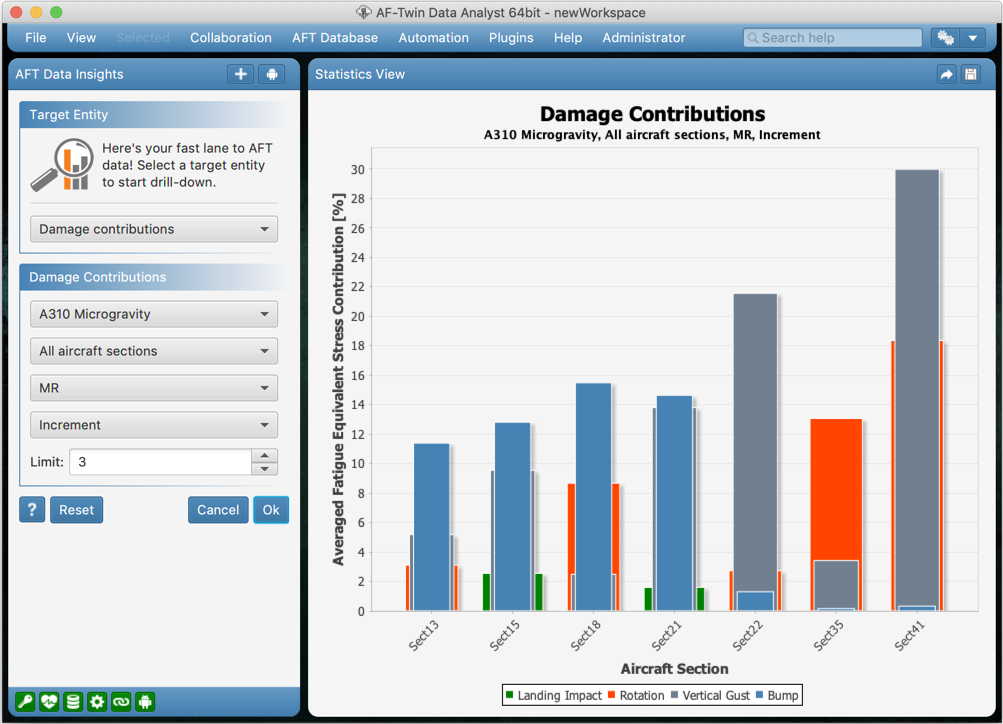 AF-Twin Data Analyst 64bit - newWorkspace
File View Selected Collaboration AFT Database Automation Plugins Help Administrator Search help
AFT Data Insights
Target Entity
Here's your fast lane to AFT
data! Select a target entity
to start drill-down.
Damage contributions
Damage Contributions
A310 Microgravity
All aircraft sections
MR
Increment
Limit: 3
? Reset Cancel Ok
Statistics View
Damage Contributions
A310 Microgravity, All aircraft sections, MR, Increment
Averaged Fatigue Equivalent Stress Contribution [%]
30
28
26
24
22
20
18
16
14
12
10
8
6
4
2
0
Sect13 Sect15 Sect18 Sect21 Sect22 Sect35 Sect41
Aircraft Section
Landing Impact Rotation Vertical Gust Bump